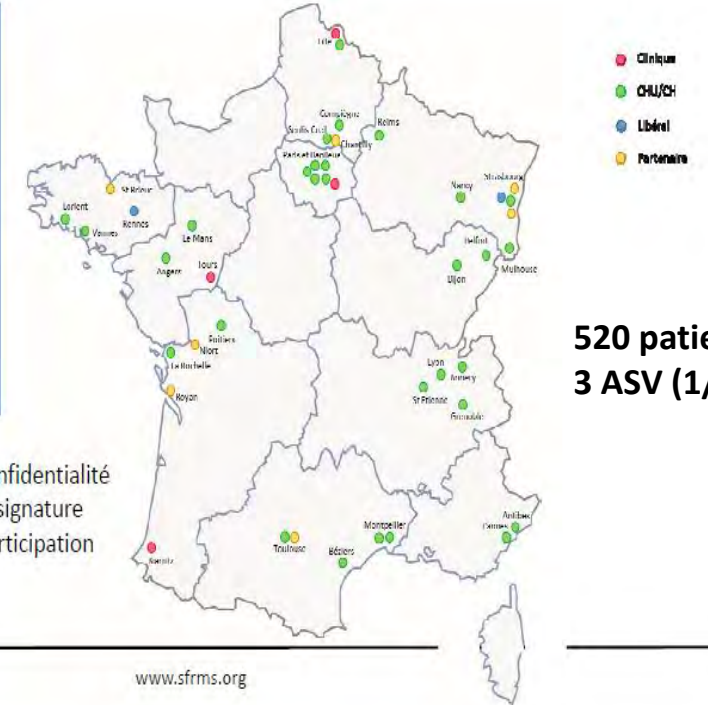 Lille
Clinique
CHU/CH
Libéral
Partenaire
Compiègne
Senlis Creil
Chantilly
Reims
Paris et Banlieue
Strasbourg
Nancy
St Brieuc
Lorient
Vannes
Rennes
Le Mans
Angers
Tours
Belfort
Dijon
Mulhouse
Poitiers
Niort
La Rochelle
Royan
Lyon
Annecy
St Etienne
Grenoble
520 patie
3 ASV (1/
nfidentialité
signature
rticipation
Biarritz
Toulouse
Béziers
Montpellier
Antibes
Cannes
www.sfrms.org